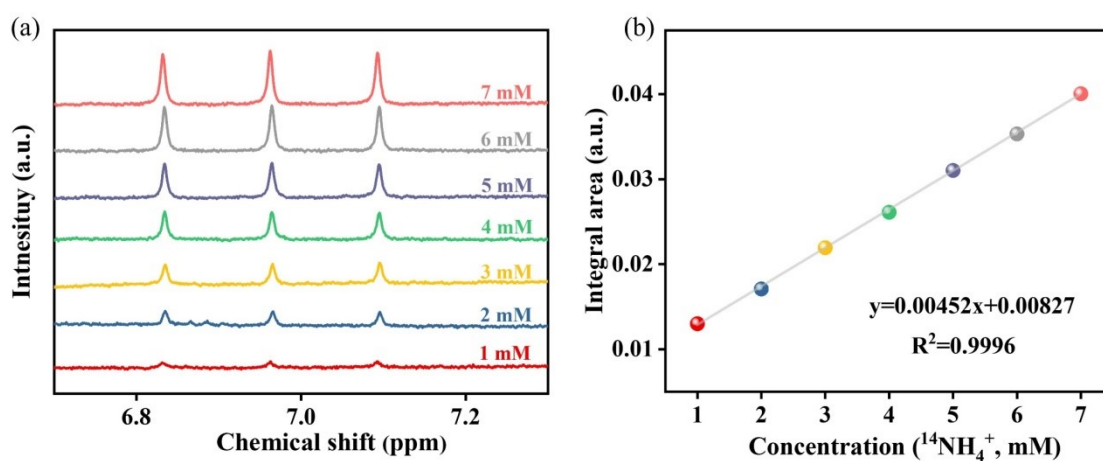 (a)
Intnesituy (a.u.)
7 mM
6 mM
5 mM
4 mM
3 mM
2 mM
1 mM
6.8 7.0 7.2
Chemical shift (ppm)
(b)
Integral area (a.u.)
0.04
0.03
0.02
0.01
y=0.00452x+0.00827
R²=0.9996
1 2 3 4 5 6 7
Concentration (¹⁴NH₄⁺, mM)